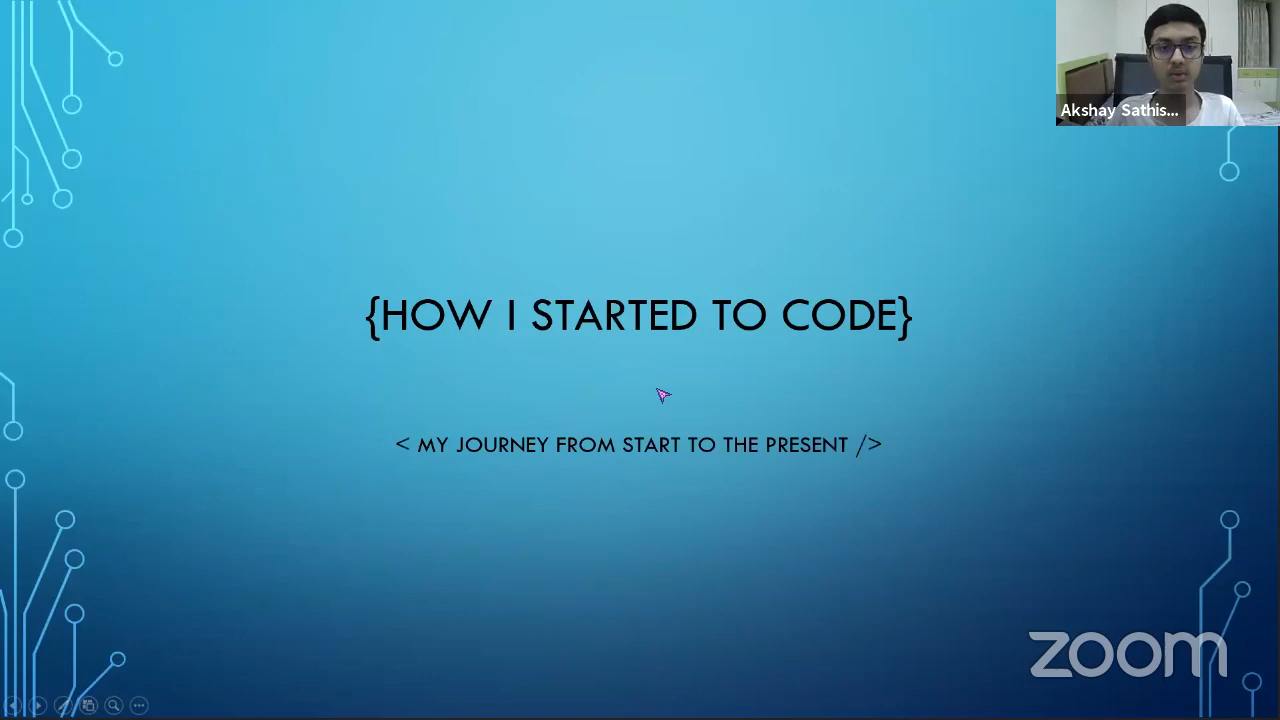 Akshay Sathis...
{HOW I STARTED TO CODE}
< MY JOURNEY FROM START TO THE PRESENT />
zoom